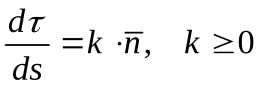 dτ/ds = k · n̅, k ≥ 0